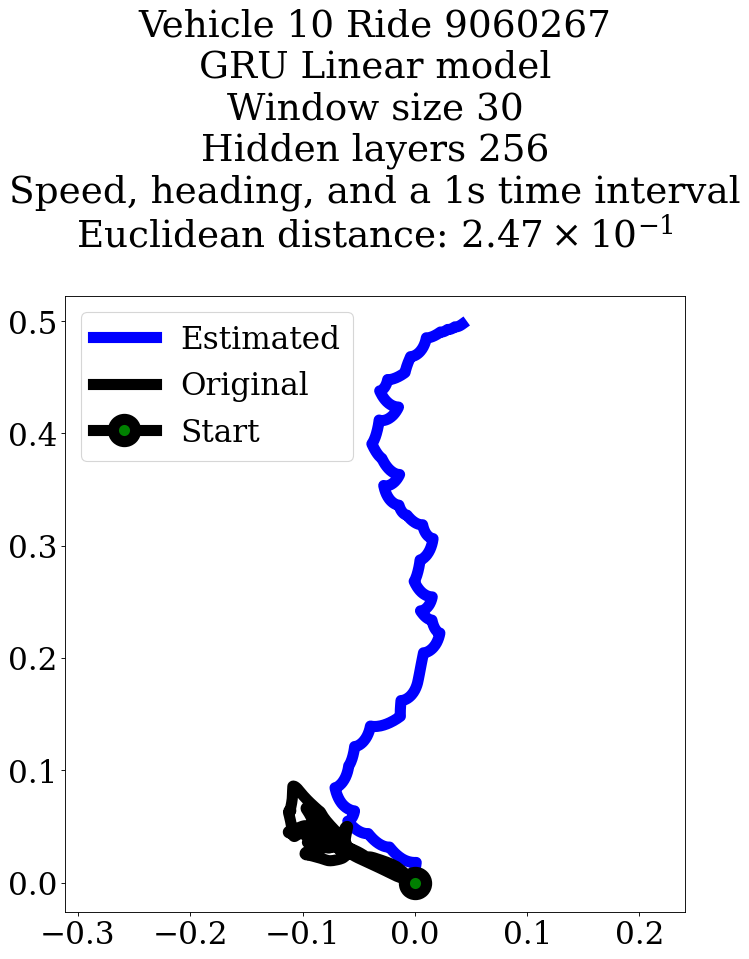 Vehicle 10 Ride 9060267
GRU Linear model
Window size 30
Hidden layers 256
Speed, heading, and a 1s time interval
Euclidean distance: 2.47 × 10⁻¹
Estimated
Original
Start
0.5
0.4
0.3
0.2
0.1
0.0
−0.3 −0.2 −0.1 0.0 0.1 0.2